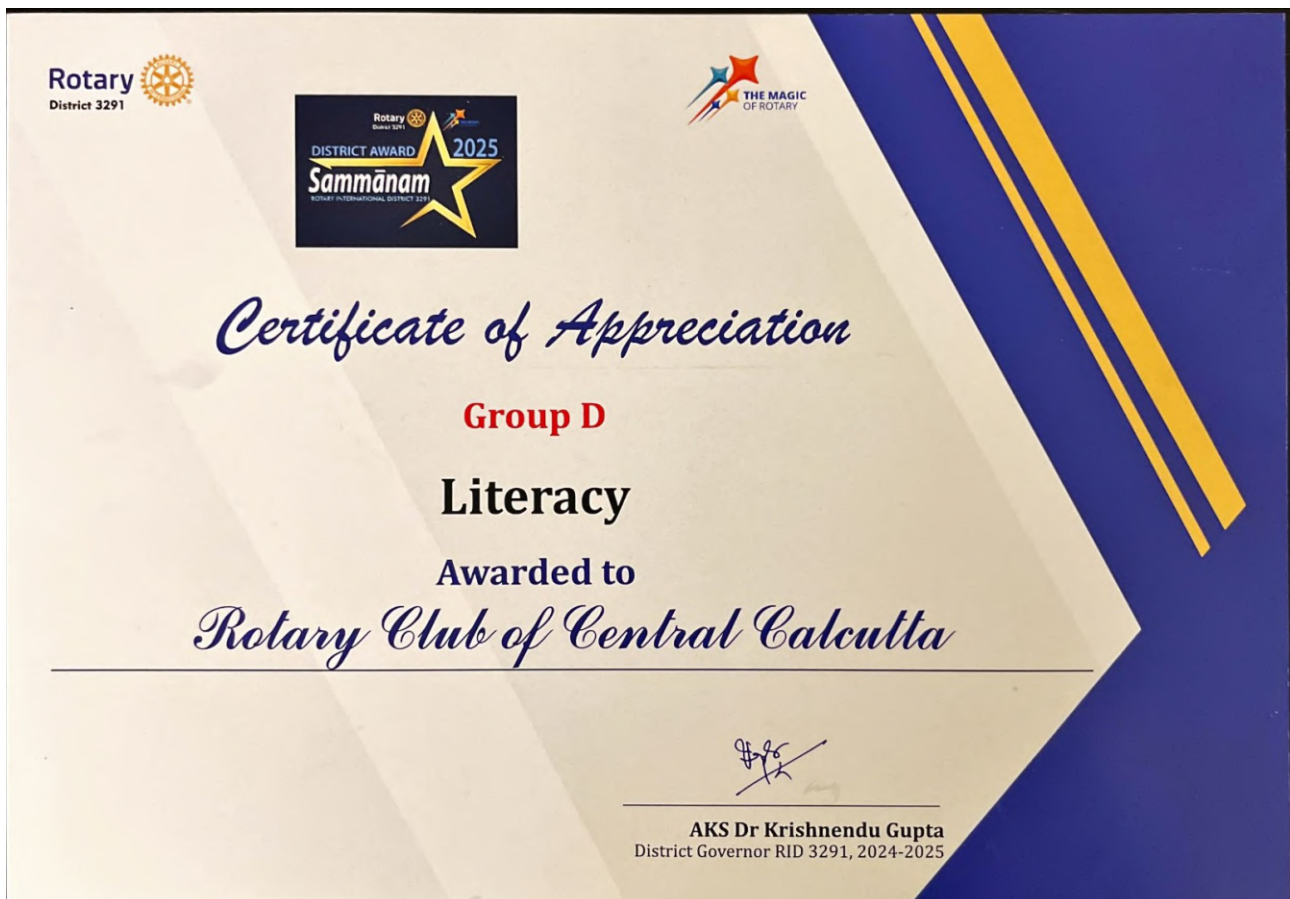 Rotary
District 3291
THE MAGIC
OF ROTARY
Rotary
District 3291
DISTRICT AWARD 2025
Sammānam
ROTARY INTERNATIONAL DISTRICT 3291
Certificate of Appreciation
Group D
Literacy
Awarded to
Rotary Club of Central Calcutta
AKS Dr Krishnendu Gupta
District Governor RID 3291, 2024-2025